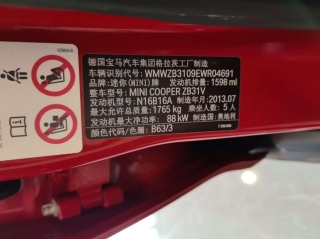 德国宝马汽车集团格拉茨工厂制造
车辆识别代号: WMWZB3109EWR04691
迷你(MINI)牌 发动机排量: 1598 ml
整车型号: MINI COOPER ZB31V
发动机型号: N16B16A 制造年月: 2013.07
最大允许总质量: 1765 kg 乘坐人数: 5人
发动机最大净功率: 88 kW 制造国: 奥地利
颜色代码/色圈: B63/3